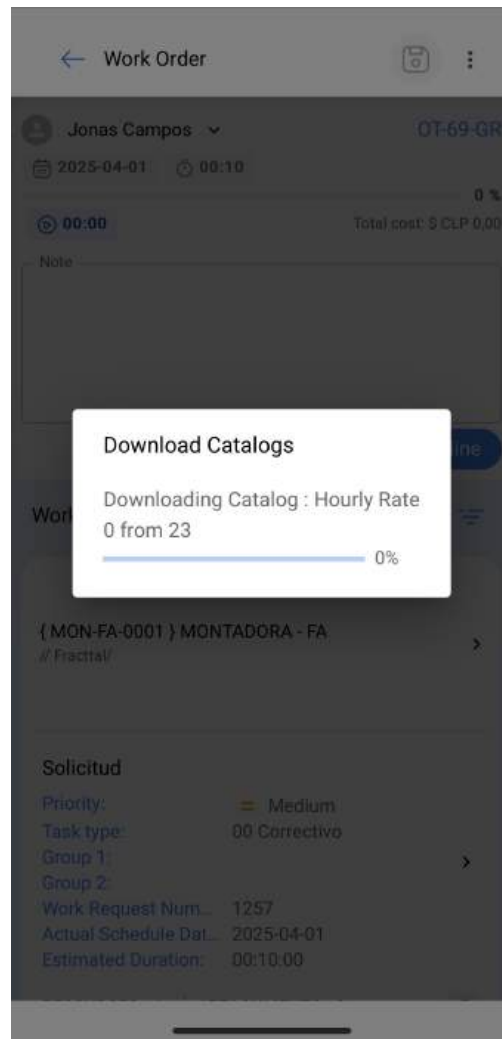 Work Order
Jonas Campos
OT-69-GR
2025-04-01
00:10
0 %
00:00
Total cost: $ CLP 0,00
Note
Download Catalogs
Downloading Catalog : Hourly Rate
0 from 23
0%
{ MON-FA-0001 } MONTADORA - FA
// Fracttal/
Solicitud
Priority: Medium
Task type: 00 Correctivo
Group 1:
Group 2:
Work Request Num... 1257
Actual Schedule Dat... 2025-04-01
Estimated Duration: 00:10:00